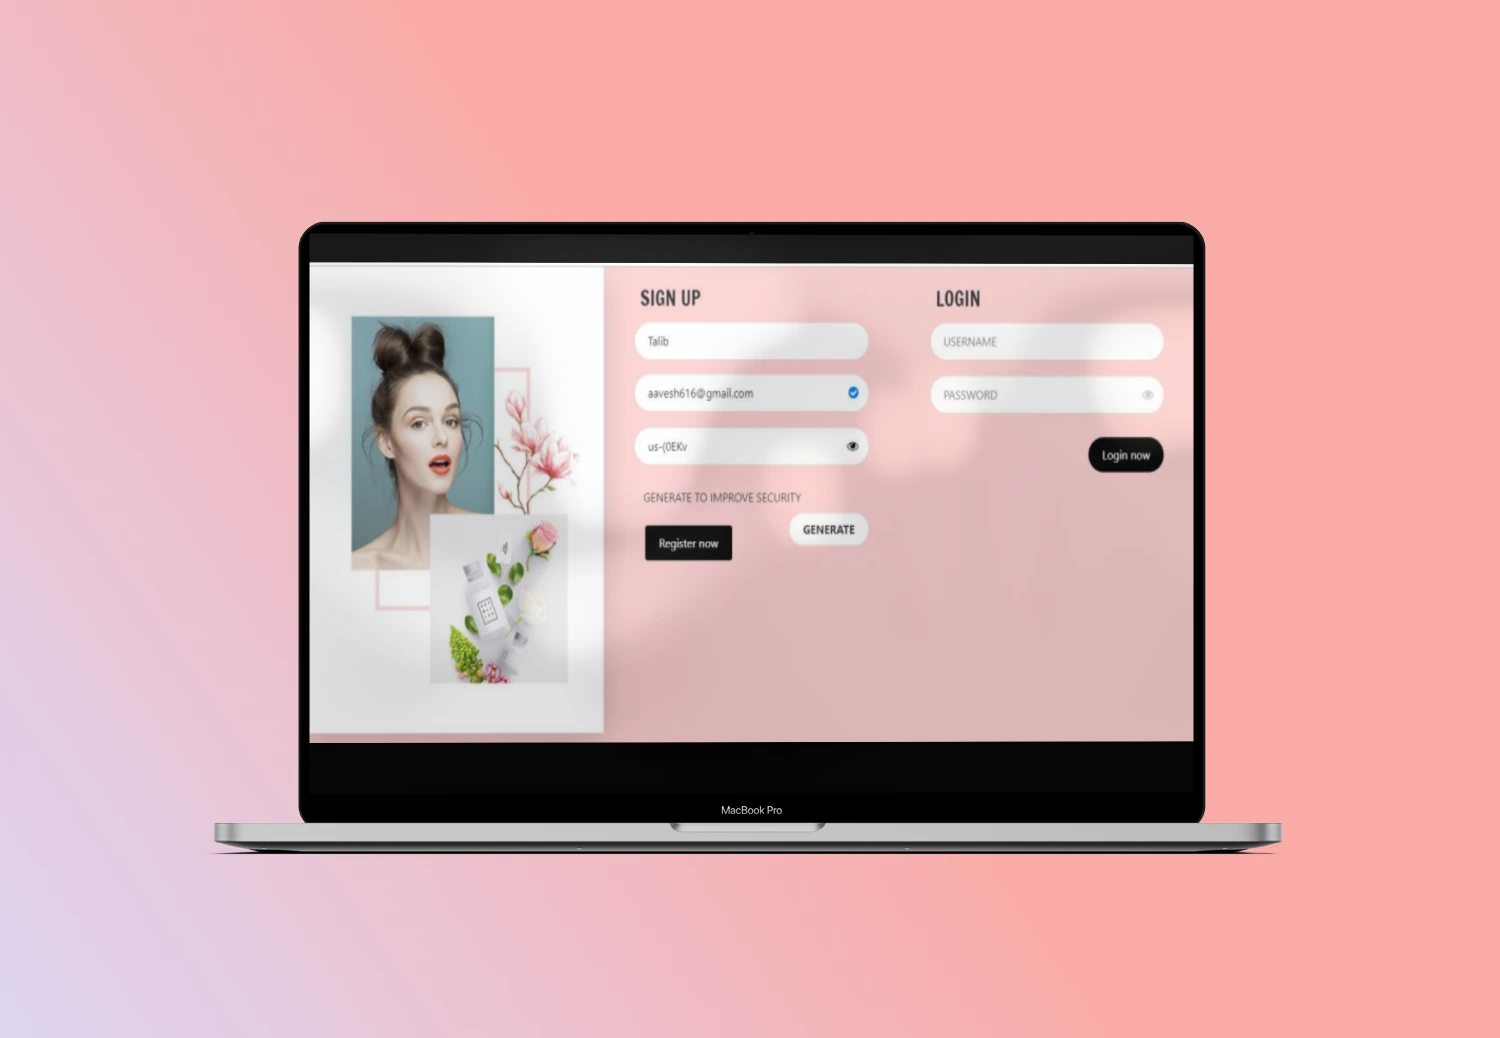 SIGN UP
Talib
aavesh616@gmail.com
us-(0EKv
GENERATE TO IMPROVE SECURITY
Register now
GENERATE
LOGIN
USERNAME
PASSWORD
Login now
MacBook Pro